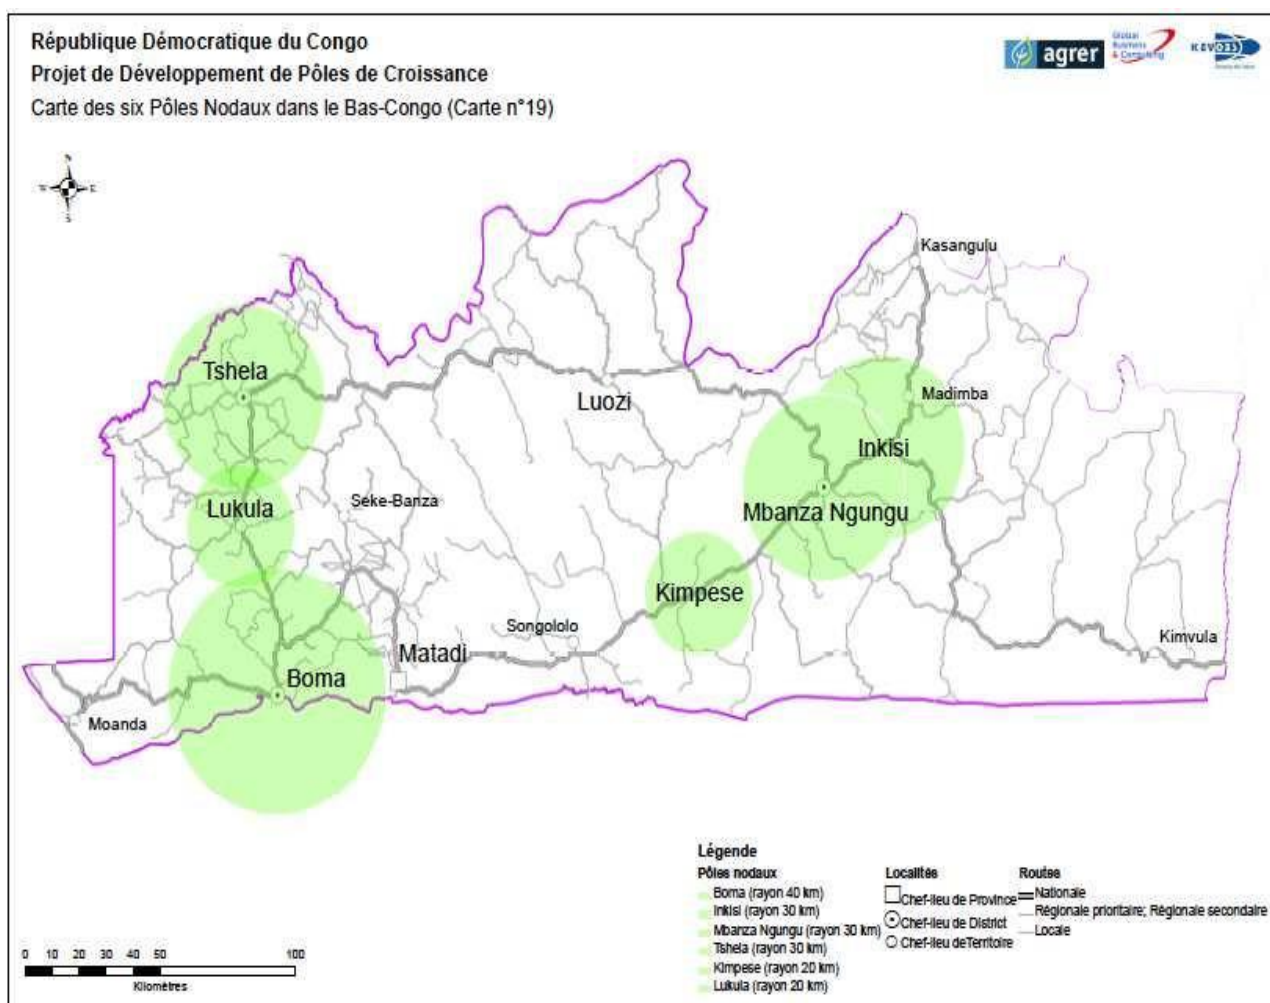 République Démocratique du Congo
Projet de Développement de Pôles de Croissance
Carte des six Pôles Nodaux dans le Bas-Congo (Carte n°19)
agrer
Global
Business
& Computing
N
W E
S
Kasangulu
Tshela
Luozi
Madimba
Inkisi
Lukula
Seke-Banza
Mbanza Ngungu
Kimpese
Songololo
Kimvula
Matadi
Boma
Moanda
Légende
Pôles nodaux
Boma (rayon 40 km)
Inkisi (rayon 30 km)
Mbanza Ngungu (rayon 30 km)
Tshela (rayon 30 km)
Kimpese (rayon 20 km)
Lukula (rayon 20 km)
Localités
Chef-lieu de Province
Chef-lieu de District
Chef-lieu deTerritoire
Routes
Nationale
Régionale prioritaire; Régionale secondaire
Locale
0 10 20 30 40 50 100
Kilomètres